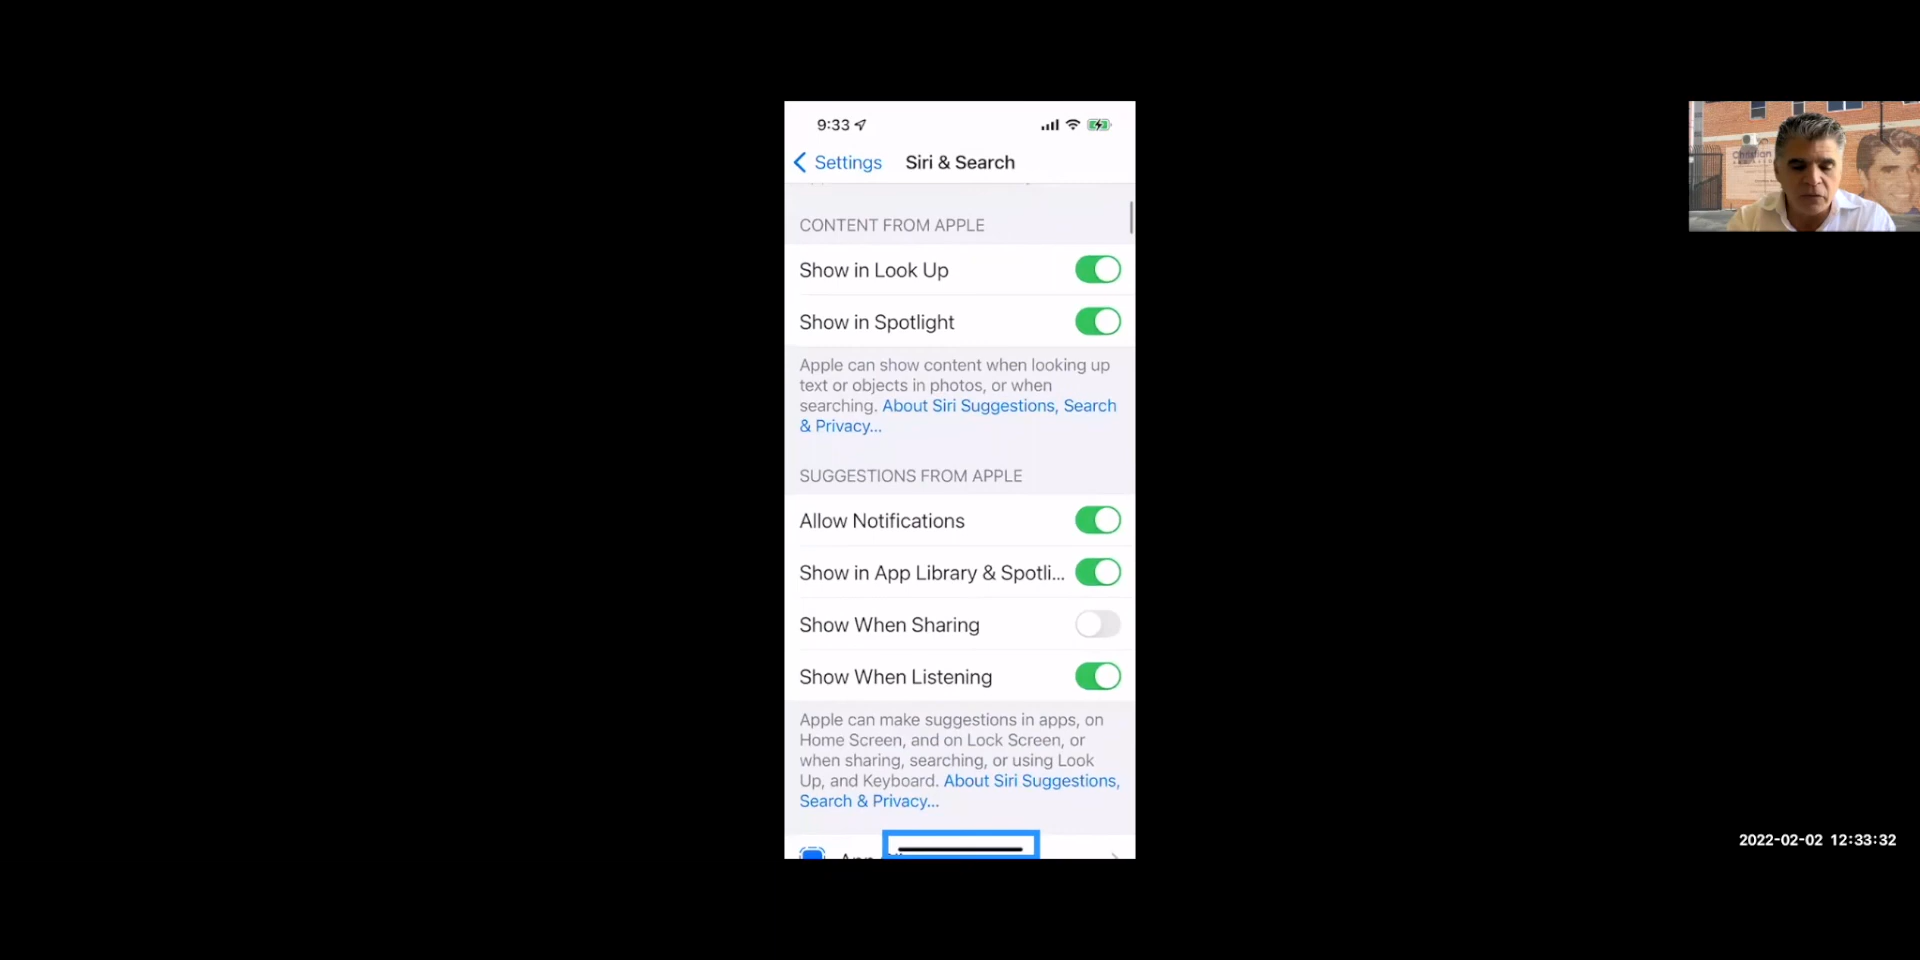 9:33
Settings
Siri & Search
CONTENT FROM APPLE
Show in Look Up
Show in Spotlight
Apple can show content when looking up
text or objects in photos, or when
searching. About Siri Suggestions, Search
& Privacy...
SUGGESTIONS FROM APPLE
Allow Notifications
Show in App Library & Spotli...
Show When Sharing
Show When Listening
Apple can make suggestions in apps, on
Home Screen, and on Lock Screen, or
when sharing, searching, or using Look
Up, and Keyboard. About Siri Suggestions,
Search & Privacy...
Christian
2022-02-02 12:33:32